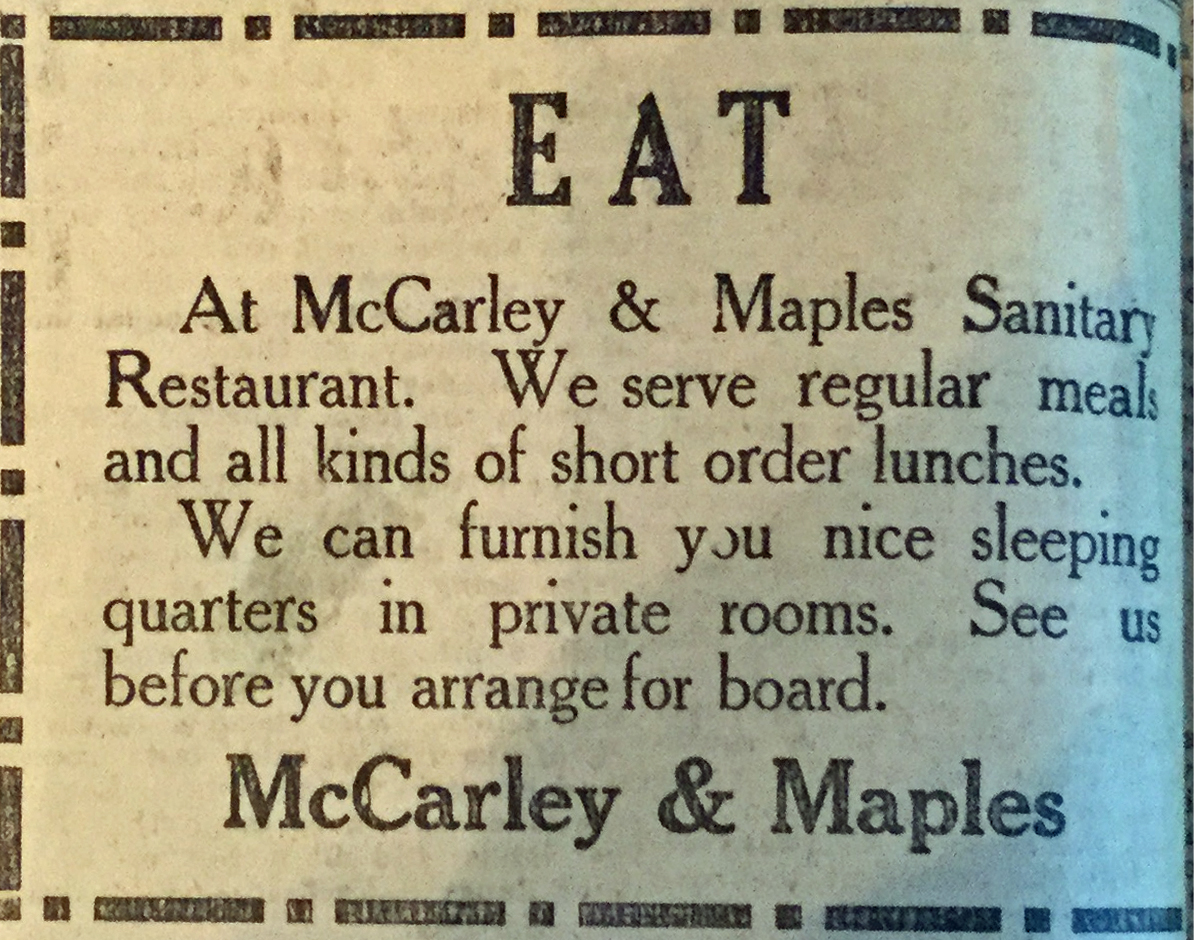 EAT
At McCarley & Maples Sanitary
Restaurant. We serve regular meals
and all kinds of short order lunches.
We can furnish you nice sleeping
quarters in private rooms. See us
before you arrange for board.
McCarley & Maples